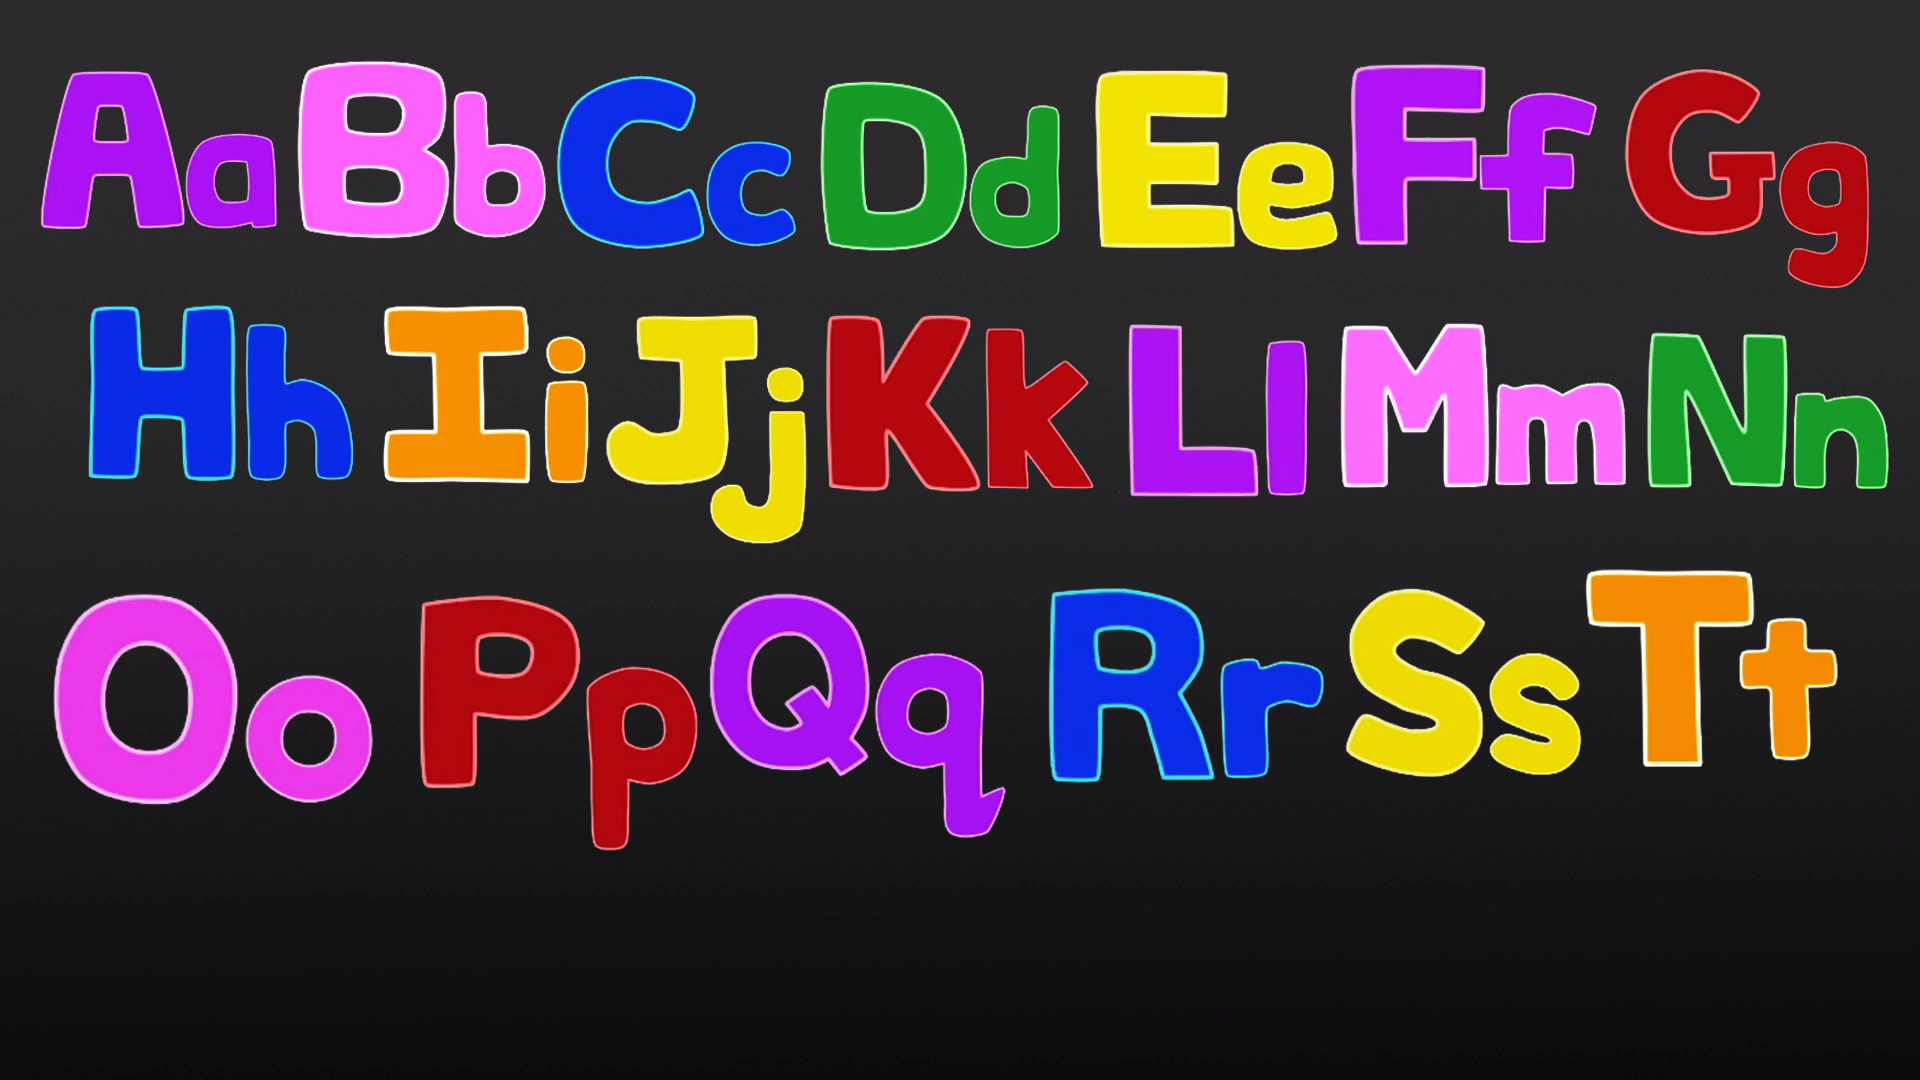 Aa Bb Cc Dd Ee Ff Gg
Hh Ii Jj Kk Ll Mm Nn
Oo Pp Qq Rr Ss Tt